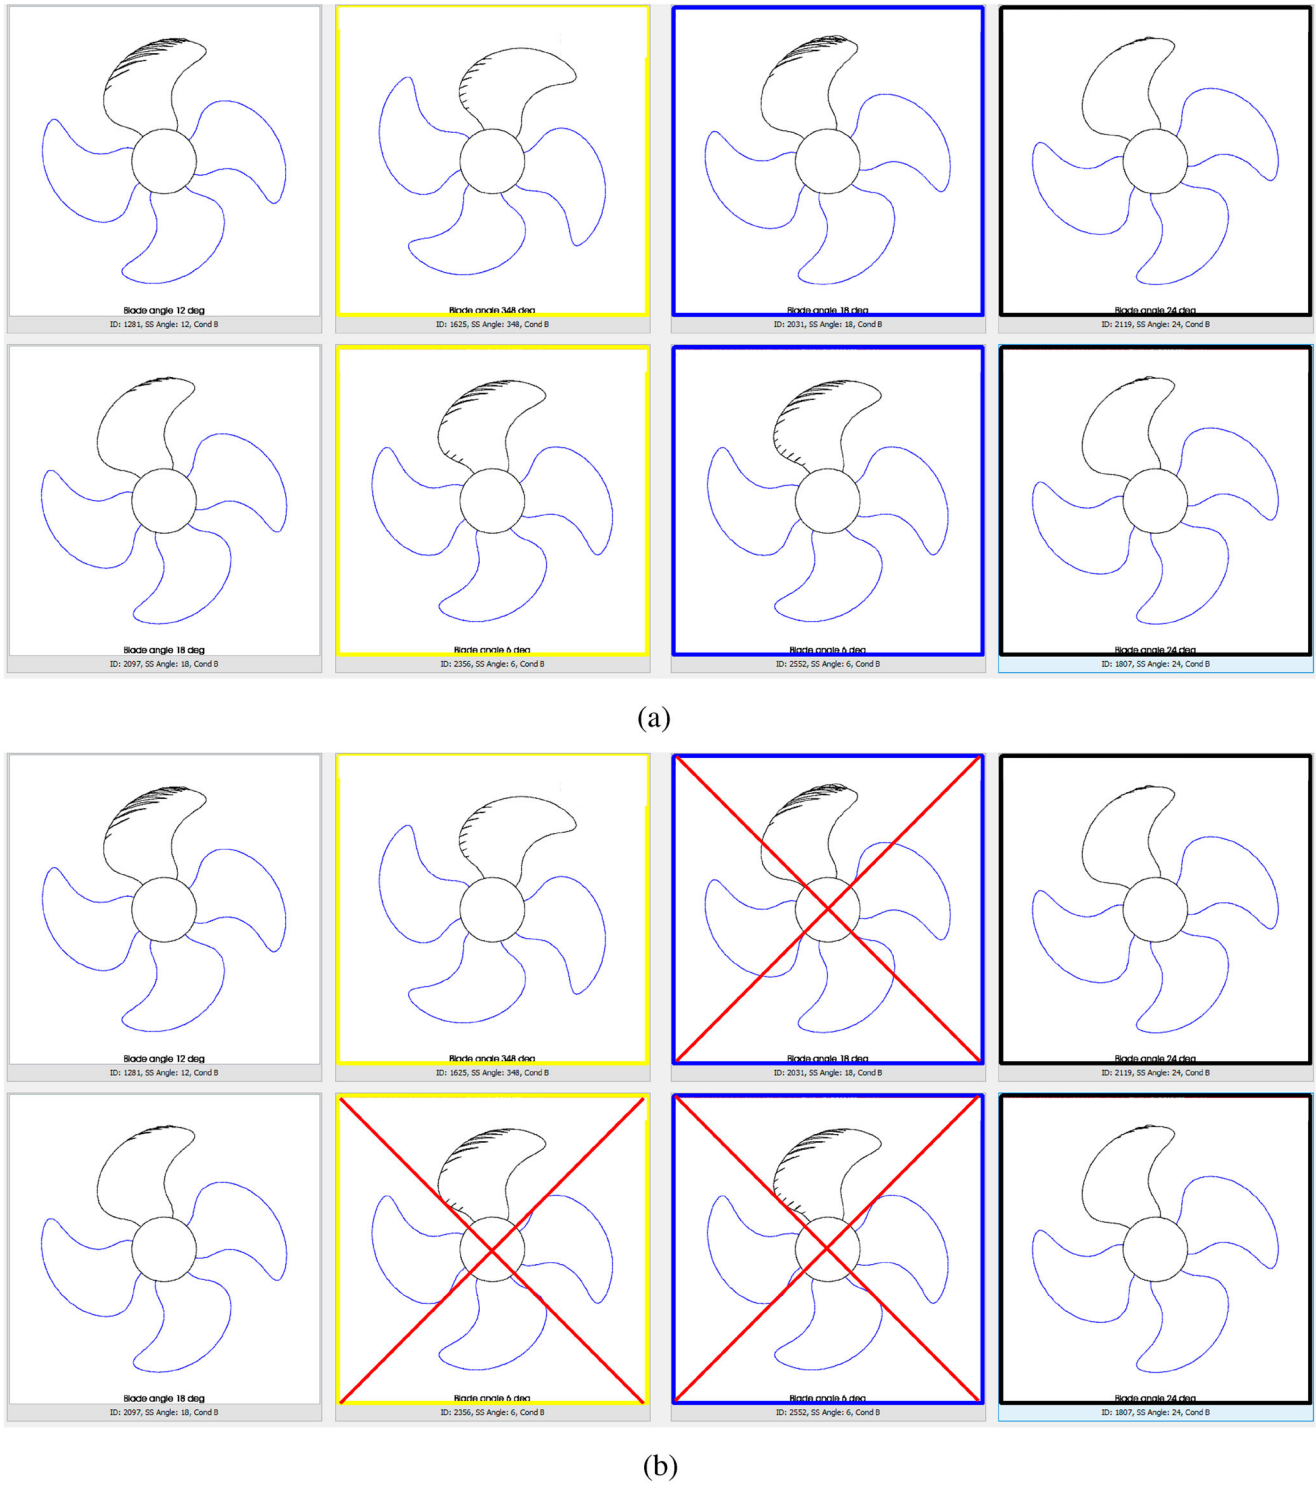 Blade angle 12 deg
ID: 1281, SS Angle: 12, Cond B
Blade angle 348 deg
ID: 1625, SS Angle: 348, Cond B
Blade angle 18 deg
ID: 2031, SS Angle: 18, Cond B
Blade angle 24 deg
ID: 2119, SS Angle: 24, Cond B
Blade angle 18 deg
ID: 2097, SS Angle: 18, Cond B
Blade angle 6 deg
ID: 2356, SS Angle: 6, Cond B
Blade angle 6 deg
ID: 2552, SS Angle: 6, Cond B
Blade angle 24 deg
ID: 1807, SS Angle: 24, Cond B
(a)
Blade angle 12 deg
ID: 1281, SS Angle: 12, Cond B
Blade angle 348 deg
ID: 1625, SS Angle: 348, Cond B
Blade angle 18 deg
ID: 2031, SS Angle: 18, Cond B
Blade angle 24 deg
ID: 2119, SS Angle: 24, Cond B
Blade angle 18 deg
ID: 2097, SS Angle: 18, Cond B
Blade angle 6 deg
ID: 2356, SS Angle: 6, Cond B
Blade angle 6 deg
ID: 2552, SS Angle: 6, Cond B
Blade angle 24 deg
ID: 1807, SS Angle: 24, Cond B
(b)